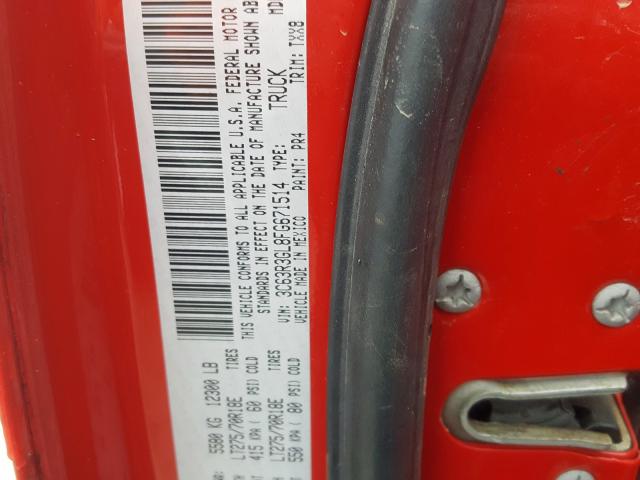 5580 KG 12300 LB
LT275/70R18E TIRES
415 KPA ( 60 PSI) COLD
LT275/70R18E TIRES
550 KPA ( 80 PSI) COLD
THIS VEHICLE CONFORMS TO ALL APPLICABLE U.S.A. FEDERAL MOTOR
STANDARDS IN EFFECT ON THE DATE OF MANUFACTURE SHOWN AB
VIN: 3C63R3GL8FG671514 TYPE: TRUCK MD
VEHICLE MADE IN MEXICO PAINT: PR4 TRIM: TXX8